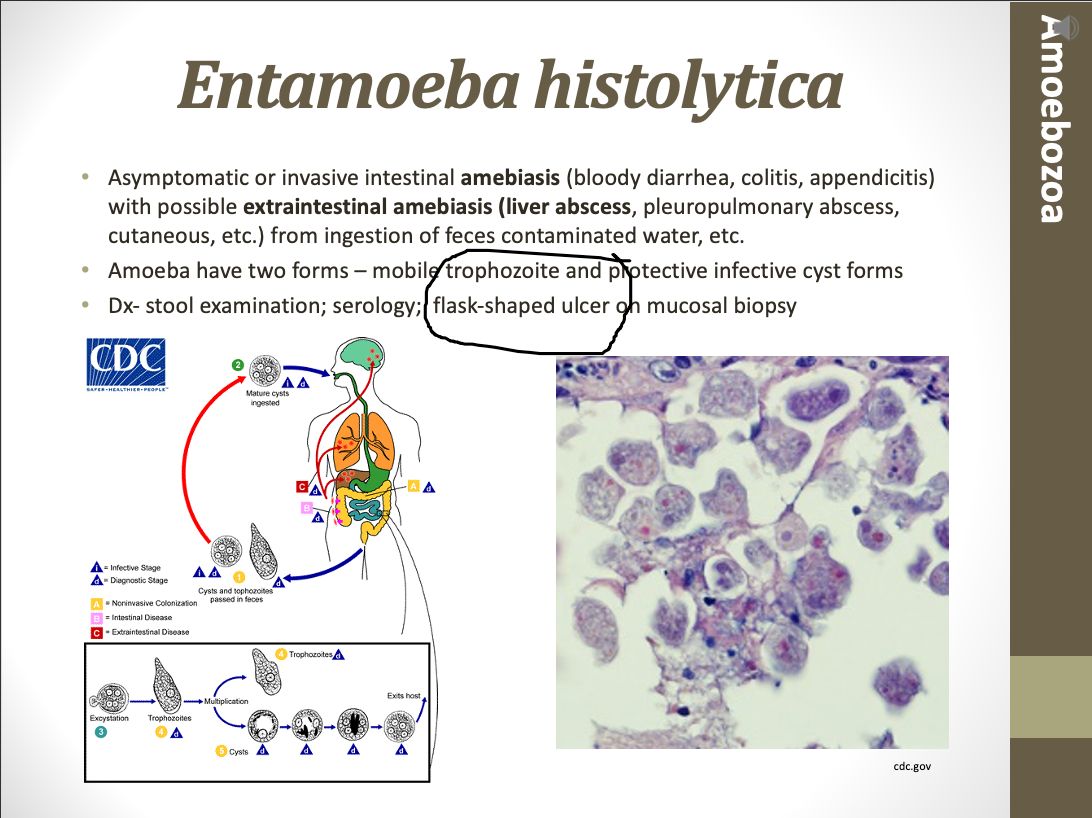 Entamoeba histolytica
Amoebozoa
• Asymptomatic or invasive intestinal amebiasis (bloody diarrhea, colitis, appendicitis)
with possible extraintestinal amebiasis (liver abscess, pleuropulmonary abscess,
cutaneous, etc.) from ingestion of feces contaminated water, etc.
• Amoeba have two forms – mobile trophozoite and protective infective cyst forms
• Dx- stool examination; serology; flask-shaped ulcer on mucosal biopsy
CDC
SAFER•HEALTHIER•PEOPLE™
2
Mature cysts
ingested
i d
C d
B
d
A d
i d
1
d
Cysts and tophozoites
passed in feces
i = Infective Stage
d = Diagnostic Stage
A = Noninvasive Colonization
B = Intestinal Disease
C = Extraintestinal Disease
4 Trophozoites d
Multiplication
Exits host
Excystation
3
Trophozoites
4 d
5 Cysts d d d d
cdc.gov